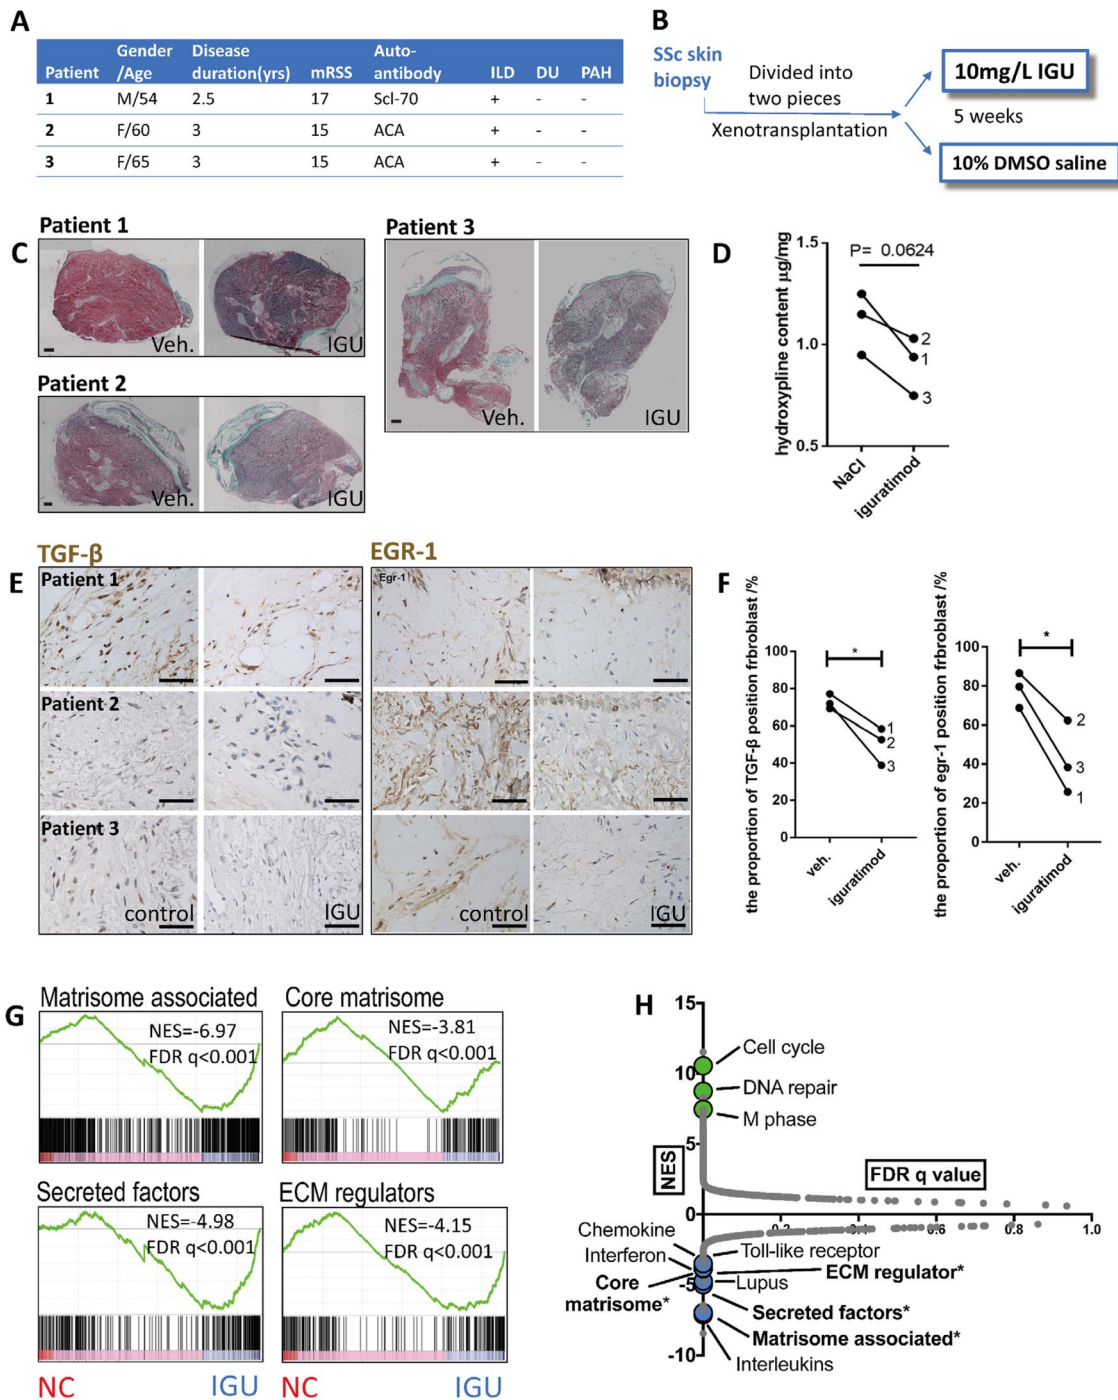 A
Gender
/Age
Disease
duration(yrs)
Auto-
antibody
Patient
mRSS
ILD
DU
PAH
1 M/54 2.5 17 Scl-70 + - -
2 F/60 3 15 ACA + - -
3 F/65 3 15 ACA + - -
B
SSc skin
biopsy
Divided into
two pieces
Xenotransplantation
10mg/L IGU
5 weeks
10% DMSO saline
C
Patient 1
Veh.
IGU
Patient 2
Veh.
IGU
Patient 3
Veh.
IGU
D
hydroxypline content µg/mg
1.5
1.0
0.5
P= 0.0624
2
1
3
NaCl
iguratimod
E
TGF-β
EGR-1
Patient 1
Egr-1
Patient 2
Patient 3
control
IGU
control
IGU
F
the proportion of TGF-β position frbroblast /%
100
80
60
40
20
0
*
1
2
3
veh.
iguratimod
the proportion of egr-1 position frbroblast /%
100
80
60
40
20
0
*
2
3
1
veh.
iguratimod
G
Matrisome associated
NES=-6.97
FDR q<0.001
Core matrisome
NES=-3.81
FDR q<0.001
Secreted factors
NES=-4.98
FDR q<0.001
ECM regulators
NES=-4.15
FDR q<0.001
NC
IGU
NC
IGU
H
15
10
5
0
-5
-10
NES
Cell cycle
DNA repair
M phase
FDR q value
0.2
0.4
0.6
0.8
1.0
Chemokine
Interferon
Core
matrisome*
Toll-like receptor
ECM regulator*
Lupus
Secreted factors*
Matrisome associated*
Interleukins